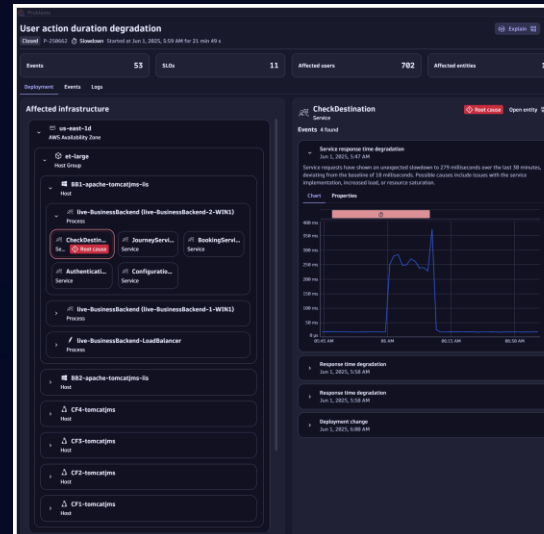 Problems
User action duration degradation
Closed P-250662 Slowdown Started at Jun 1, 2025, 5:59 AM for 21 min 49 s
Explain
Events 53
SLOs 11
Affected users 702
Affected entities 1
Deployment Events Logs
Affected infrastructure
us-east-1d
AWS Availability Zone
et-large
Host Group
BB1-apache-tomcatjms-iis
Host
live-BusinessBackend (live-BusinessBackend-2-WIN1)
Process
CheckDestin...
Se... Root cause
JourneyServi...
Service
BookingServi...
Service
Authenticati...
Service
Configuratio...
Service
live-BusinessBackend (live-BusinessBackend-1-WIN1)
Process
live-BusinessBackend-LoadBalancer
Process
BB2-apache-tomcatjms-iis
Host
CF4-tomcatjms
Host
CF3-tomcatjms
Host
CF2-tomcatjms
Host
CF1-tomcatjms
Host
CheckDestination
Service
Root cause Open entity
Events 4 found
Service response time degradation
Jun 1, 2025, 5:47 AM
Service requests have shown an unexpected slowdown to 279 milliseconds over the last 30 minutes,
deviating from the baseline of 18 milliseconds. Possible causes include issues with the service
implementation, increased load, or resource saturation.
Chart Properties
400 ms
350 ms
300 ms
250 ms
200 ms
150 ms
100 ms
50 ms
0 µs
05:45 AM 06 AM 06:15 AM 06:30 AM
Response time degradation
Jun 1, 2025, 5:58 AM
Response time degradation
Jun 1, 2025, 5:58 AM
Deployment change
Jun 1, 2025, 6:00 AM